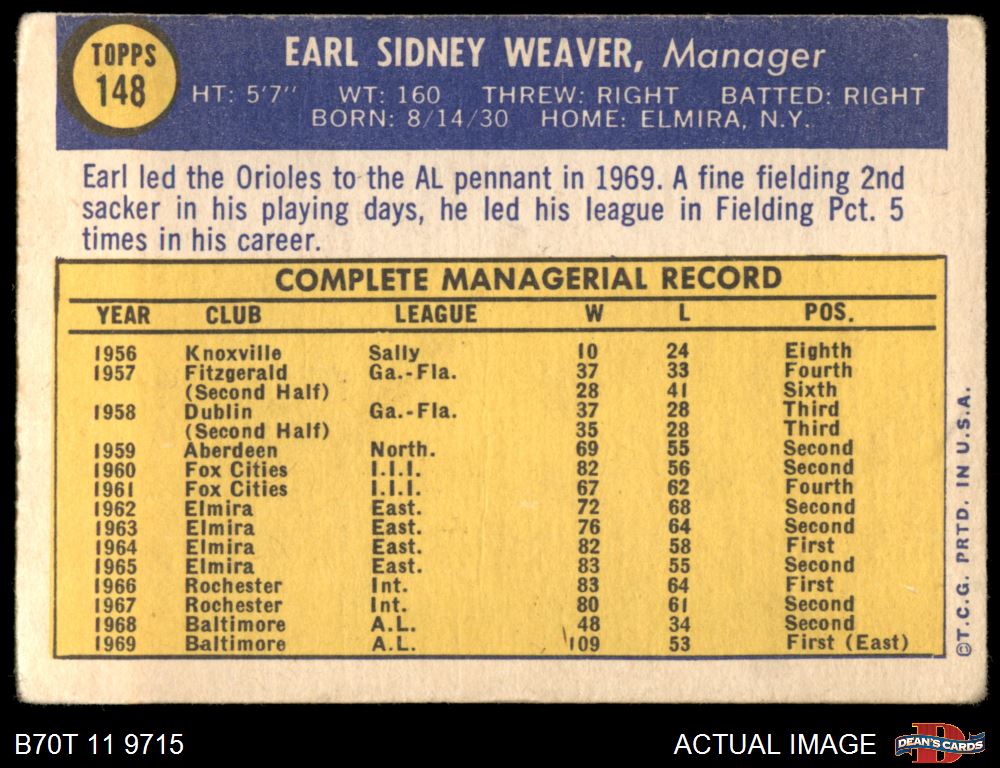 TOPPS
148
EARL SIDNEY WEAVER, Manager
HT: 5'7" WT: 160 THREW: RIGHT BATTED: RIGHT
BORN: 8/14/30 HOME: ELMIRA, N.Y.
Earl led the Orioles to the AL pennant in 1969. A fine fielding 2nd
sacker in his playing days, he led his league in Fielding Pct. 5
times in his career.
COMPLETE MANAGERIAL RECORD
YEAR CLUB LEAGUE W L POS.
1956 Knoxville Sally 10 24 Eighth
1957 Fitzgerald Ga.-Fla. 37 33 Fourth
(Second Half) 28 41 Sixth
1958 Dublin Ga.-Fla. 37 28 Third
(Second Half) 35 28 Third
1959 Aberdeen North. 69 55 Second
1960 Fox Cities I.I.I. 82 56 Second
1961 Fox Cities I.I.I. 67 62 Fourth
1962 Elmira East. 72 68 Second
1963 Elmira East. 76 64 Second
1964 Elmira East. 82 58 First
1965 Elmira East. 83 55 Second
1966 Rochester Int. 83 64 First
1967 Rochester Int. 80 61 Second
1968 Baltimore A.L. 48 34 Second
1969 Baltimore A.L. 109 53 First (East)
©T.C.G. PRTD. IN U.S.A.
B70T 11 9715
ACTUAL IMAGE
D
DEAN'S CARDS